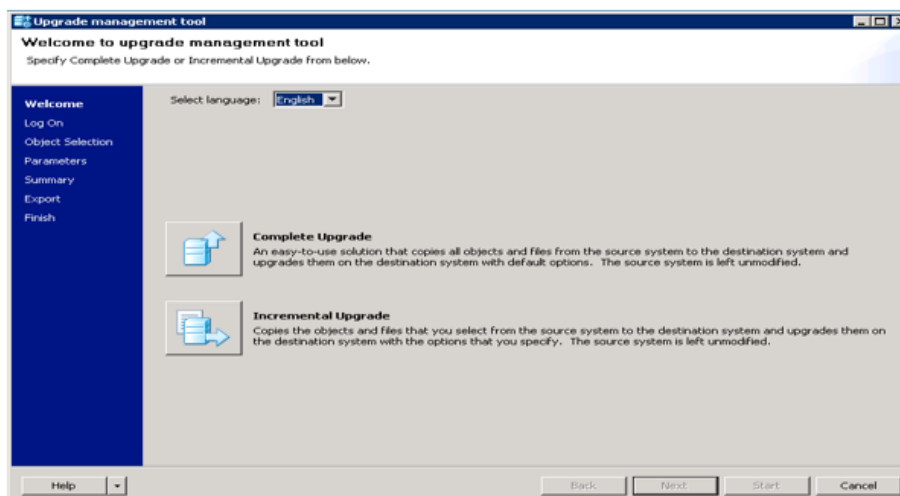 Upgrade management tool
Welcome to upgrade management tool
Specify Complete Upgrade or Incremental Upgrade from below.
Welcome
Log On
Object Selection
Parameters
Summary
Export
Finish
Select language: English
Complete Upgrade
An easy-to-use solution that copies all objects and files from the source system to the destination system and
upgrades them on the destination system with default options. The source system is left unmodified.
Incremental Upgrade
Copies the objects and files that you select from the source system to the destination system and upgrades them on
the destination system with the options that you specify. The source system is left unmodified.
Help
Back
Next
Start
Cancel